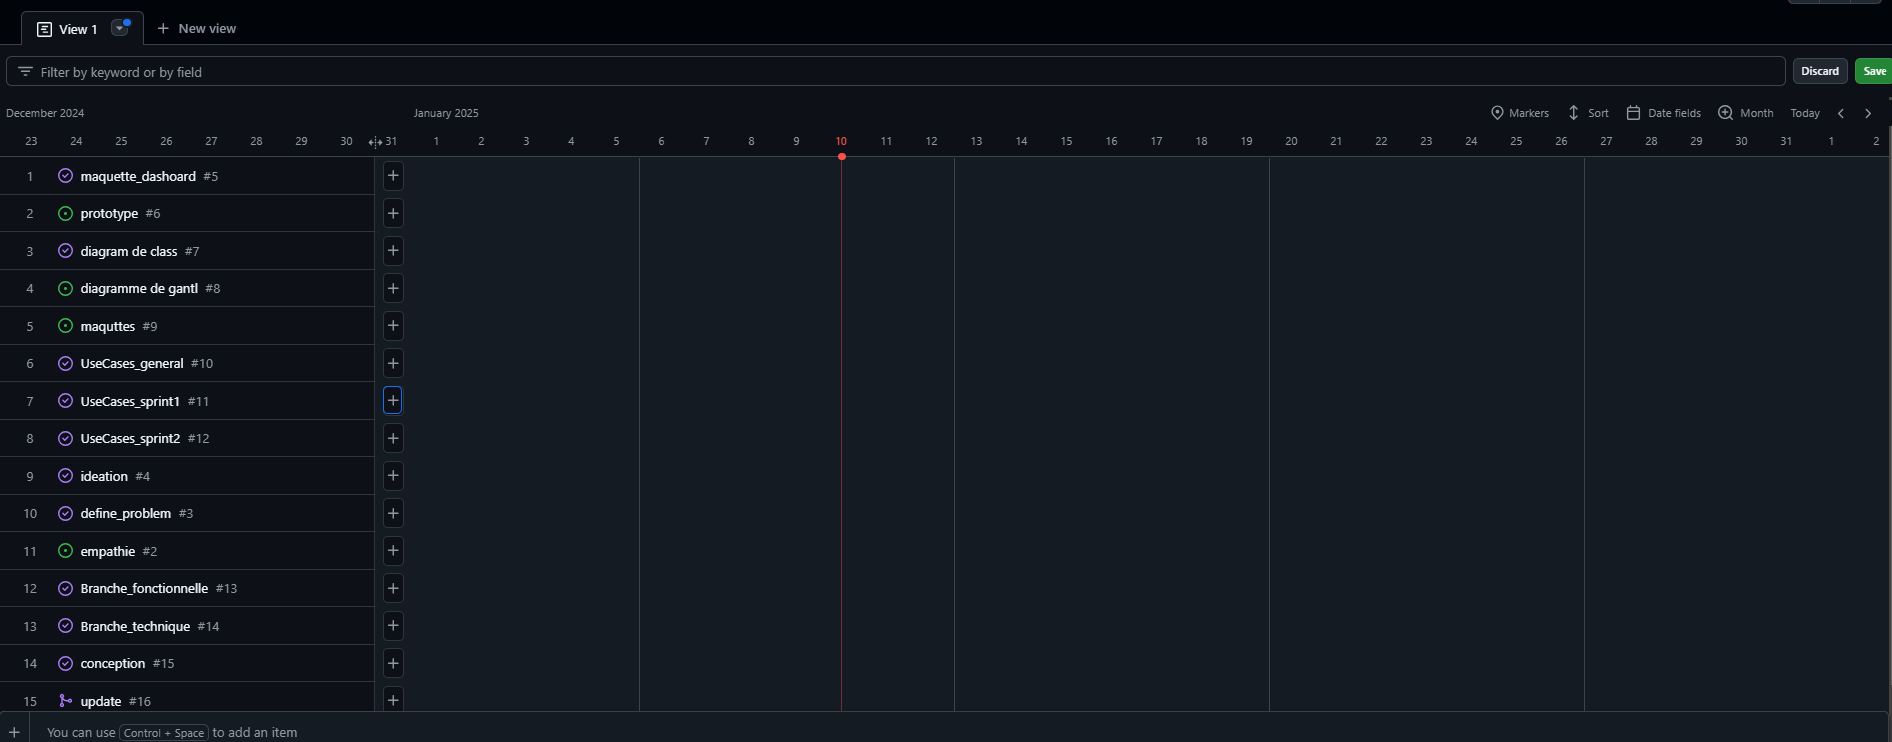 View 1 New view
Filter by keyword or by field Discard Save
December 2024 January 2025 Markers Sort Date fields Month Today
23 24 25 26 27 28 29 30 31 1 2 3 4 5 6 7 8 9 10 11 12 13 14 15 16 17 18 19 20 21 22 23 24 25 26 27 28 29 30 31 1 2
1 maquette_dashoard #5
2 prototype #6
3 diagram de class #7
4 diagramme de gantl #8
5 maquttes #9
6 UseCases_general #10
7 UseCases_sprint1 #11
8 UseCases_sprint2 #12
9 ideation #4
10 define_problem #3
11 empathie #2
12 Branche_fonctionnelle #13
13 Branche_technique #14
14 conception #15
15 update #16
You can use Control + Space to add an item